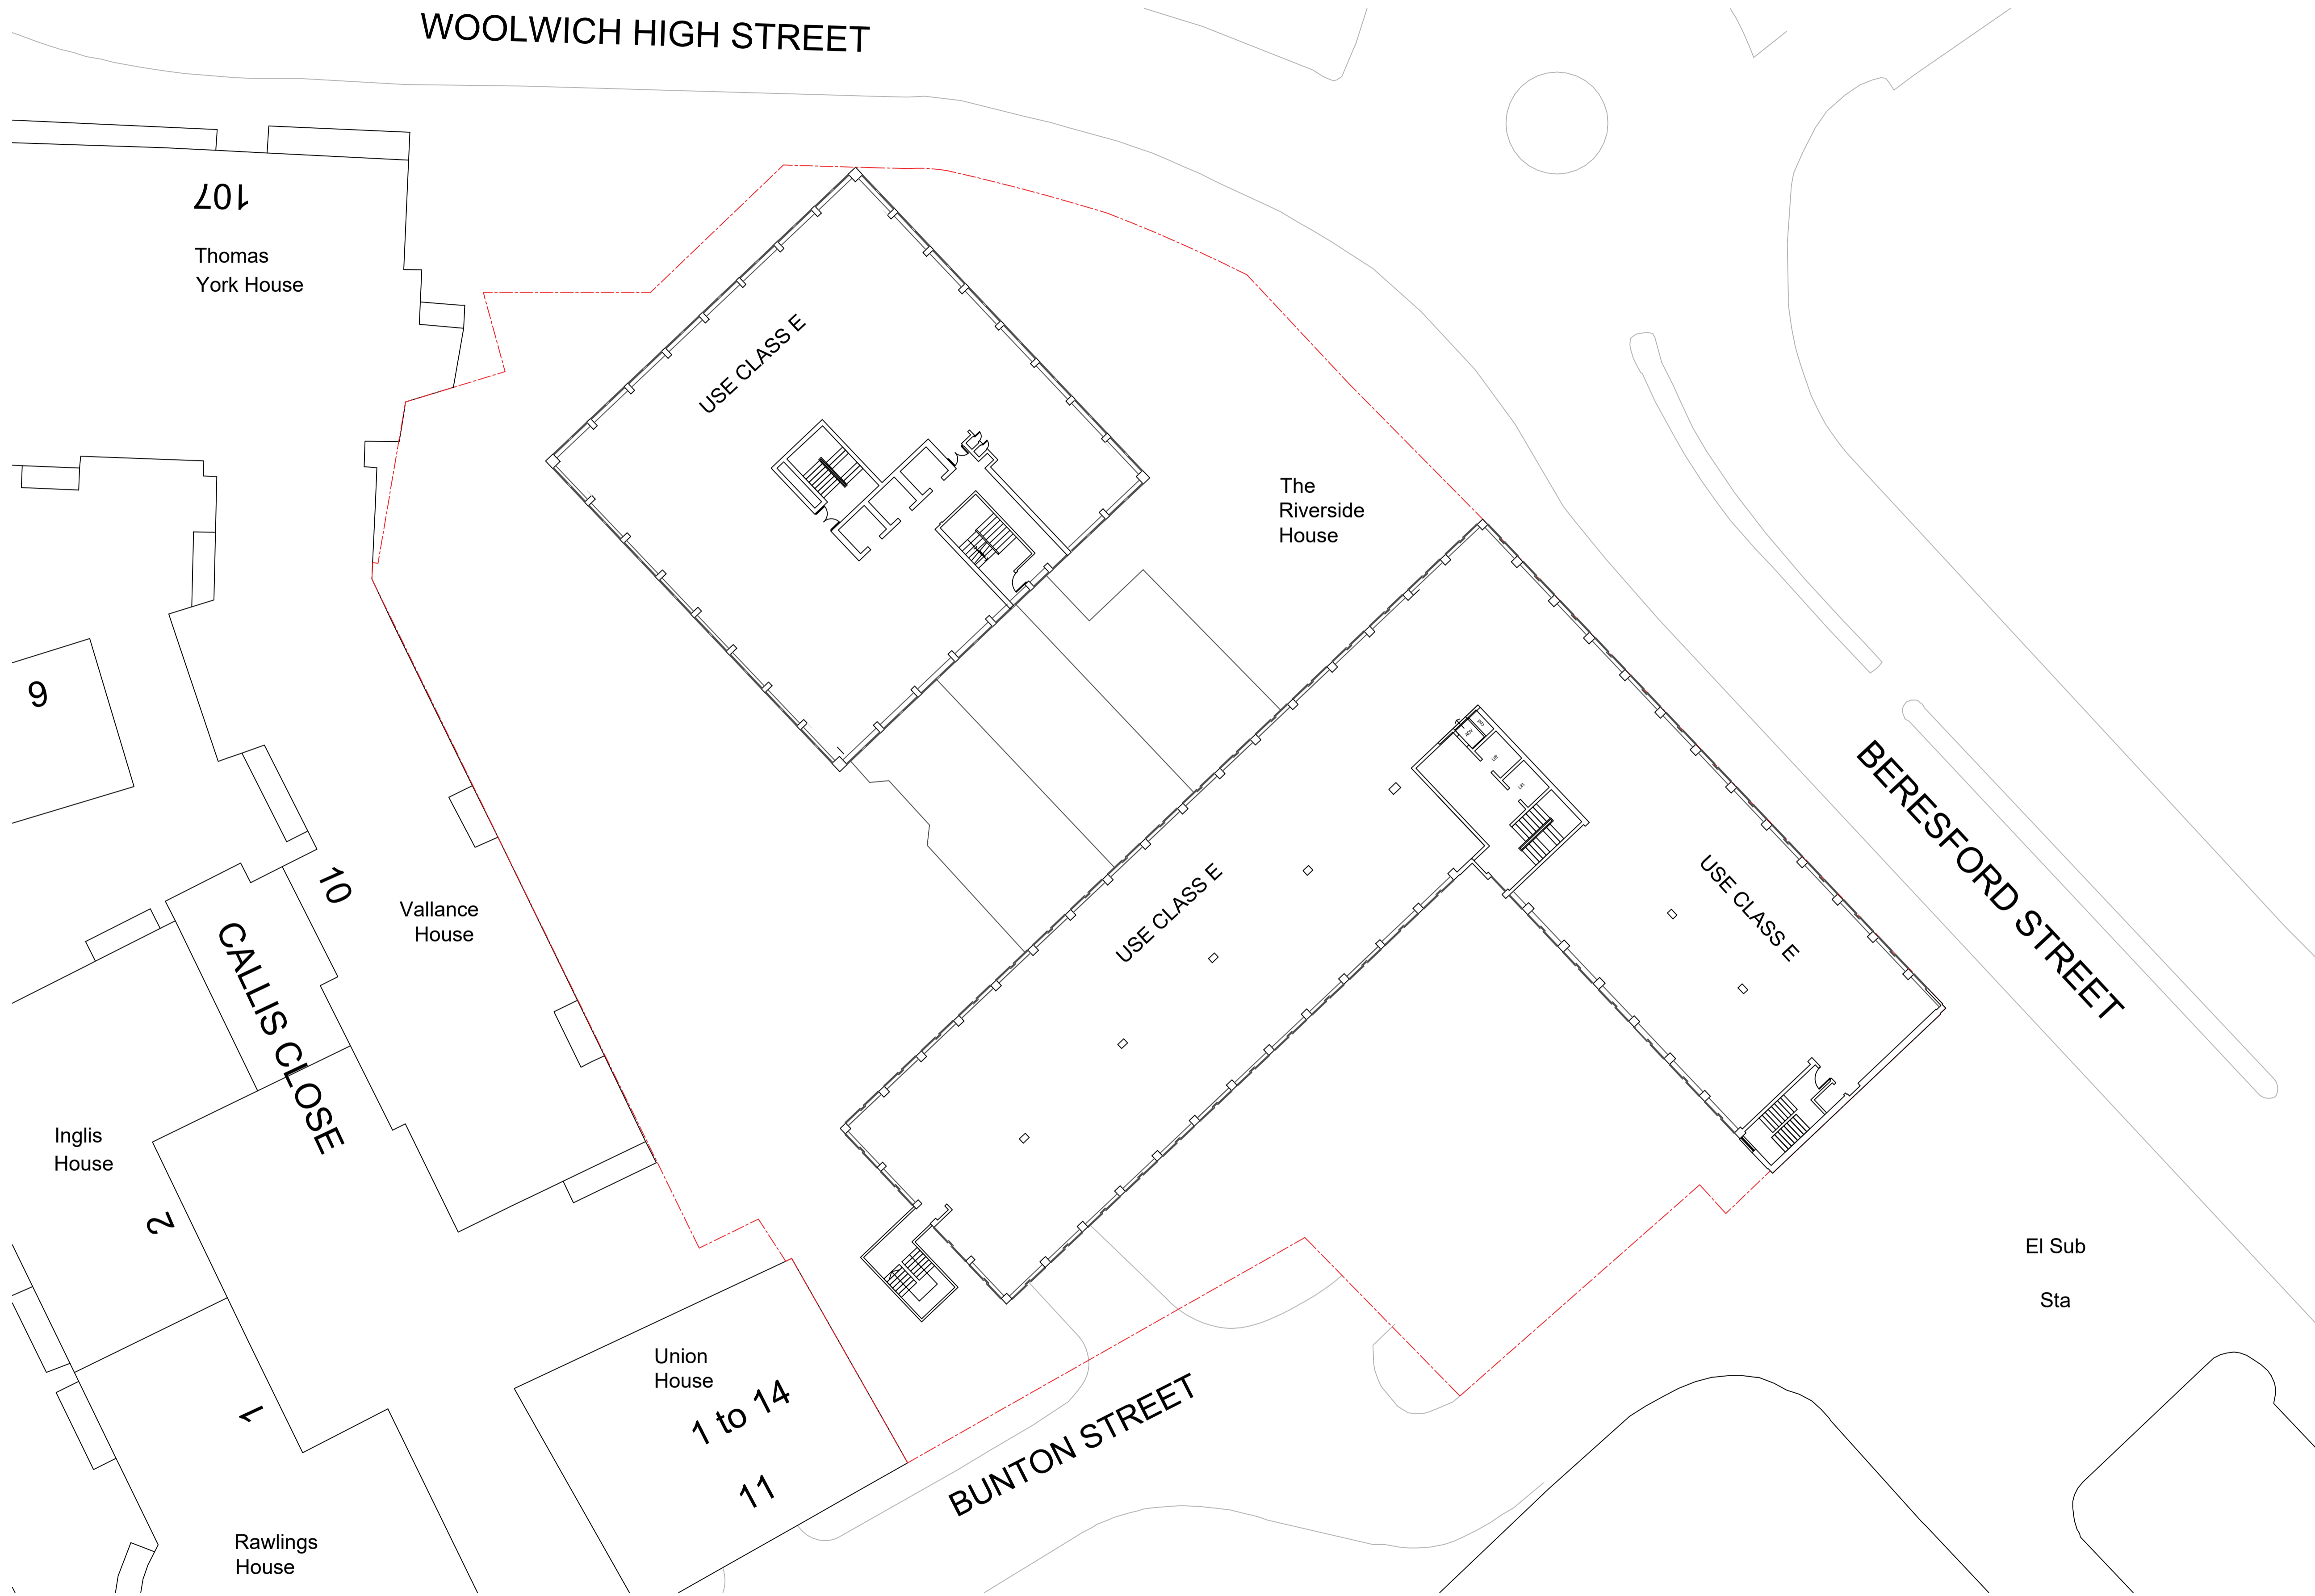 WOOLWICH HIGH STREET
107
Thomas
York House
USE CLASS E
The
Riverside
House
9
10
Vallance
House
CALLIS CLOSE
USE CLASS E
USE CLASS E
BERESFORD STREET
Inglis
House
2
1
Union
House
1 to 14
11
BUNTON STREET
El Sub
Sta
Rawlings
House